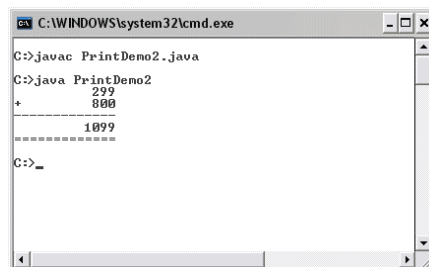 C:\WINDOWS\system32\cmd.exe
C:>javac PrintDemo2.java
C:>java PrintDemo2
299
+ 800
-------------
1099
=============
C:>_